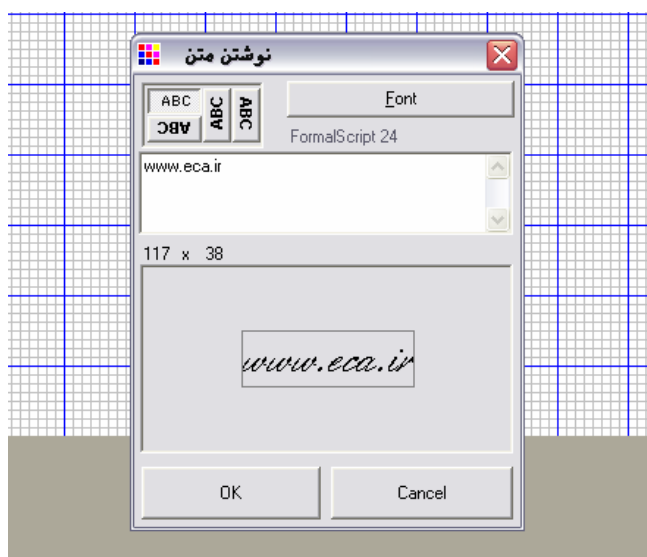 نوشتن متن
ABC
ABC
ABC
ABC
Font
FormalScript 24
www.eca.ir
117 x 38
www.eca.ir
OK
Cancel